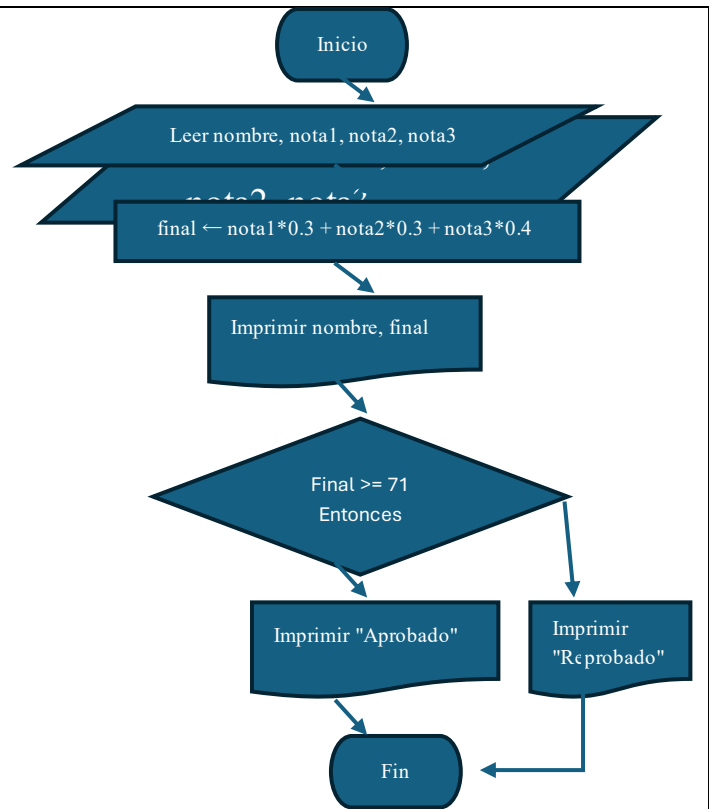 Inicio
Leer nombre, nota1, nota2, nota3
final ← nota1*0.3 + nota2*0.3 + nota3*0.4
Imprimir nombre, final
Final >= 71
Entonces
Imprimir "Aprobado"
Imprimir
"Reprobado"
Fin